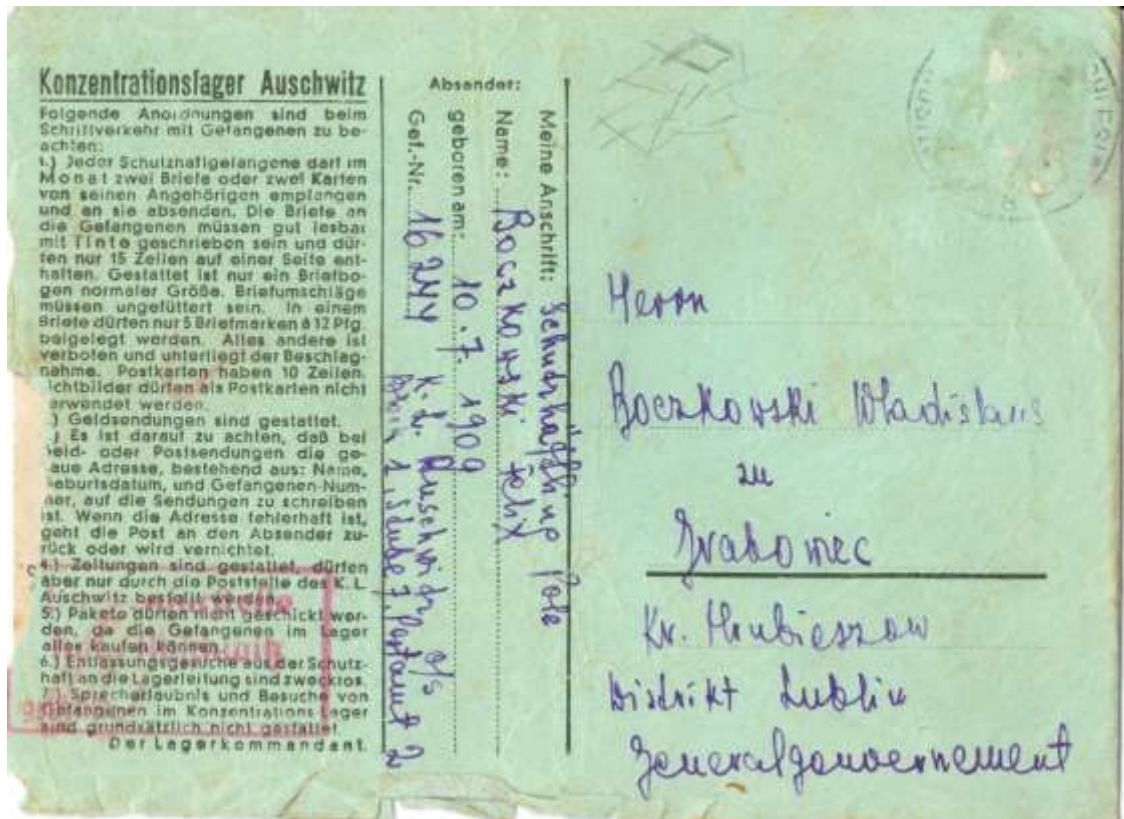 Konzentrationslager Auschwitz
Folgende Anordnungen sind beim
Schriftverkehr mit Gefangenen zu be-
achten:
1.) Jeder Schutzhaftgefangene darf im
Monat zwei Briefe oder zwei Karten
von seinen Angehörigen empfangen
und an sie absenden. Die Briefe an
die Gefangenen müssen gut lesbar
mit Tinte geschrieben sein und dür-
fen nur 15 Zeilen auf einer Seite ent-
halten. Gestattet ist nur ein Briefbo-
gen normaler Größe. Briefumschläge
müssen ungefüttert sein. In einem
Briefe dürfen nur 5 Briefmarken à 12 Pfg.
beigelegt werden. Alles andere ist
verboten und unterliegt der Beschlag-
nahme. Postkarten haben 10 Zeilen.
ichtbilder dürfen als Postkarten nicht
erwendet werden.
) Geldsendungen sind gestattet.
) Es ist darauf zu achten, daß bei
eld- oder Postsendungen die ge-
aue Adresse, bestehend aus: Name,
eburtsdatum, und Gefangenen-Num-
mer, auf die Sendungen zu schreiben
ist. Wenn die Adresse fehlerhaft ist,
geht die Post an den Absender zu-
rück oder wird vernichtet.
4.) Zeitungen sind gestattet, dürfen
aber nur durch die Poststelle des K. L.
Auschwitz bestellt werden.
5.) Pakete dürfen nicht geschickt wer-
den, da die Gefangenen im Lager
alles kaufen können.
6.) Entlassungsgesuche aus der Schutz-
haft an die Lagerleitung sind zwecklos.
7.) Sprecherlaubnis und Besuche von
Gefangenen im Konzentrations-Lager
sind grundsätzlich nicht gestattet.
Der Lagerkommandant.
Absender:
Meine Anschrift: Pole
Name: Boczkowski Felix
geboren am: 10.7.1909
Gef.-Nr. 16244 K.L. Auschwitz o/s
Block 1, Stube 7, Postamt 2
Herrn
Boczkowski Wladislaus
zu
Grabowiec
Kr. Hrubieszow
Distrikt Lublin
Generalgouvernement